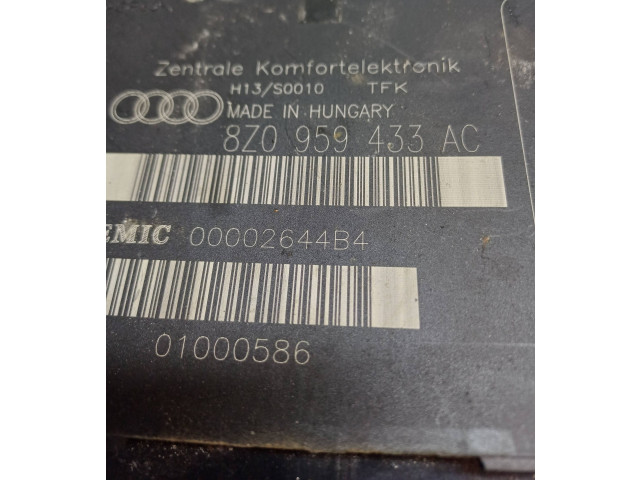 Zentrale Komfortelektronik
H13/S0010 TFK
MADE IN HUNGARY
8Z0 959 433 AC
EMIC 00002644B4
01000586